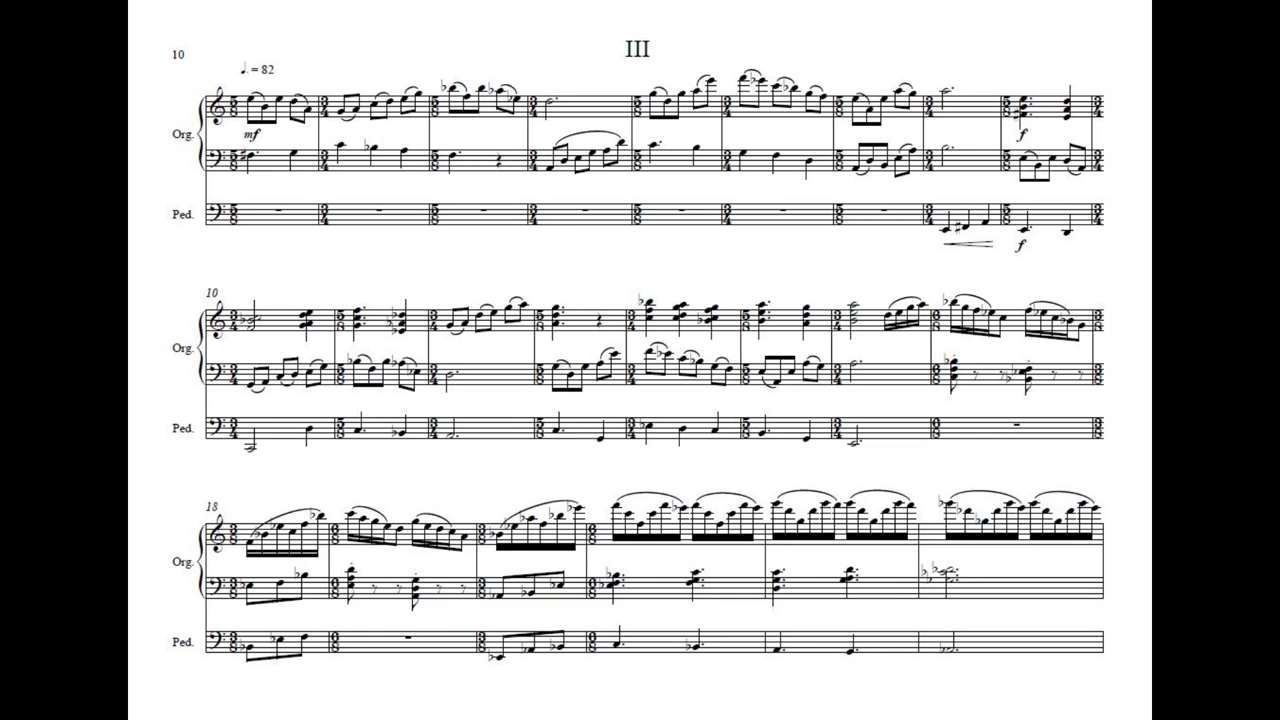 III
10
♩. = 82
Org.
mf
f
Ped.
f
10
Org.
Ped.
18
Org.
Ped.